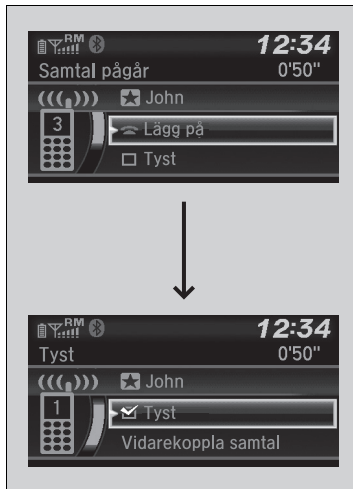 RM 12:34
Samtal pågår 0'50"
John
3
Lägg på
Tyst
RM 12:34
Tyst 0'50"
John
1
Tyst
Vidarekoppla samtal